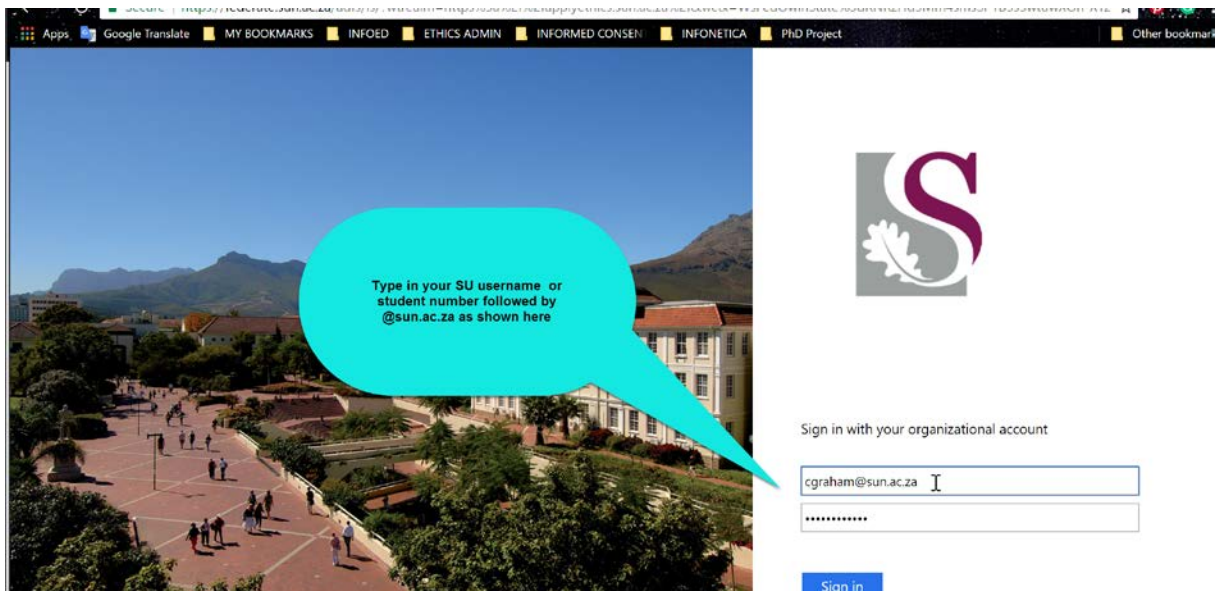 Apps Google Translate MY BOOKMARKS INFOED ETHICS ADMIN INFORMED CONSEN INFONETICA PhD Project Other bookmark
Type in your SU username or
student number followed by
@sun.ac.za as shown here
S
Sign in with your organizational account
cgraham@sun.ac.za
••••••••••••
Sign in